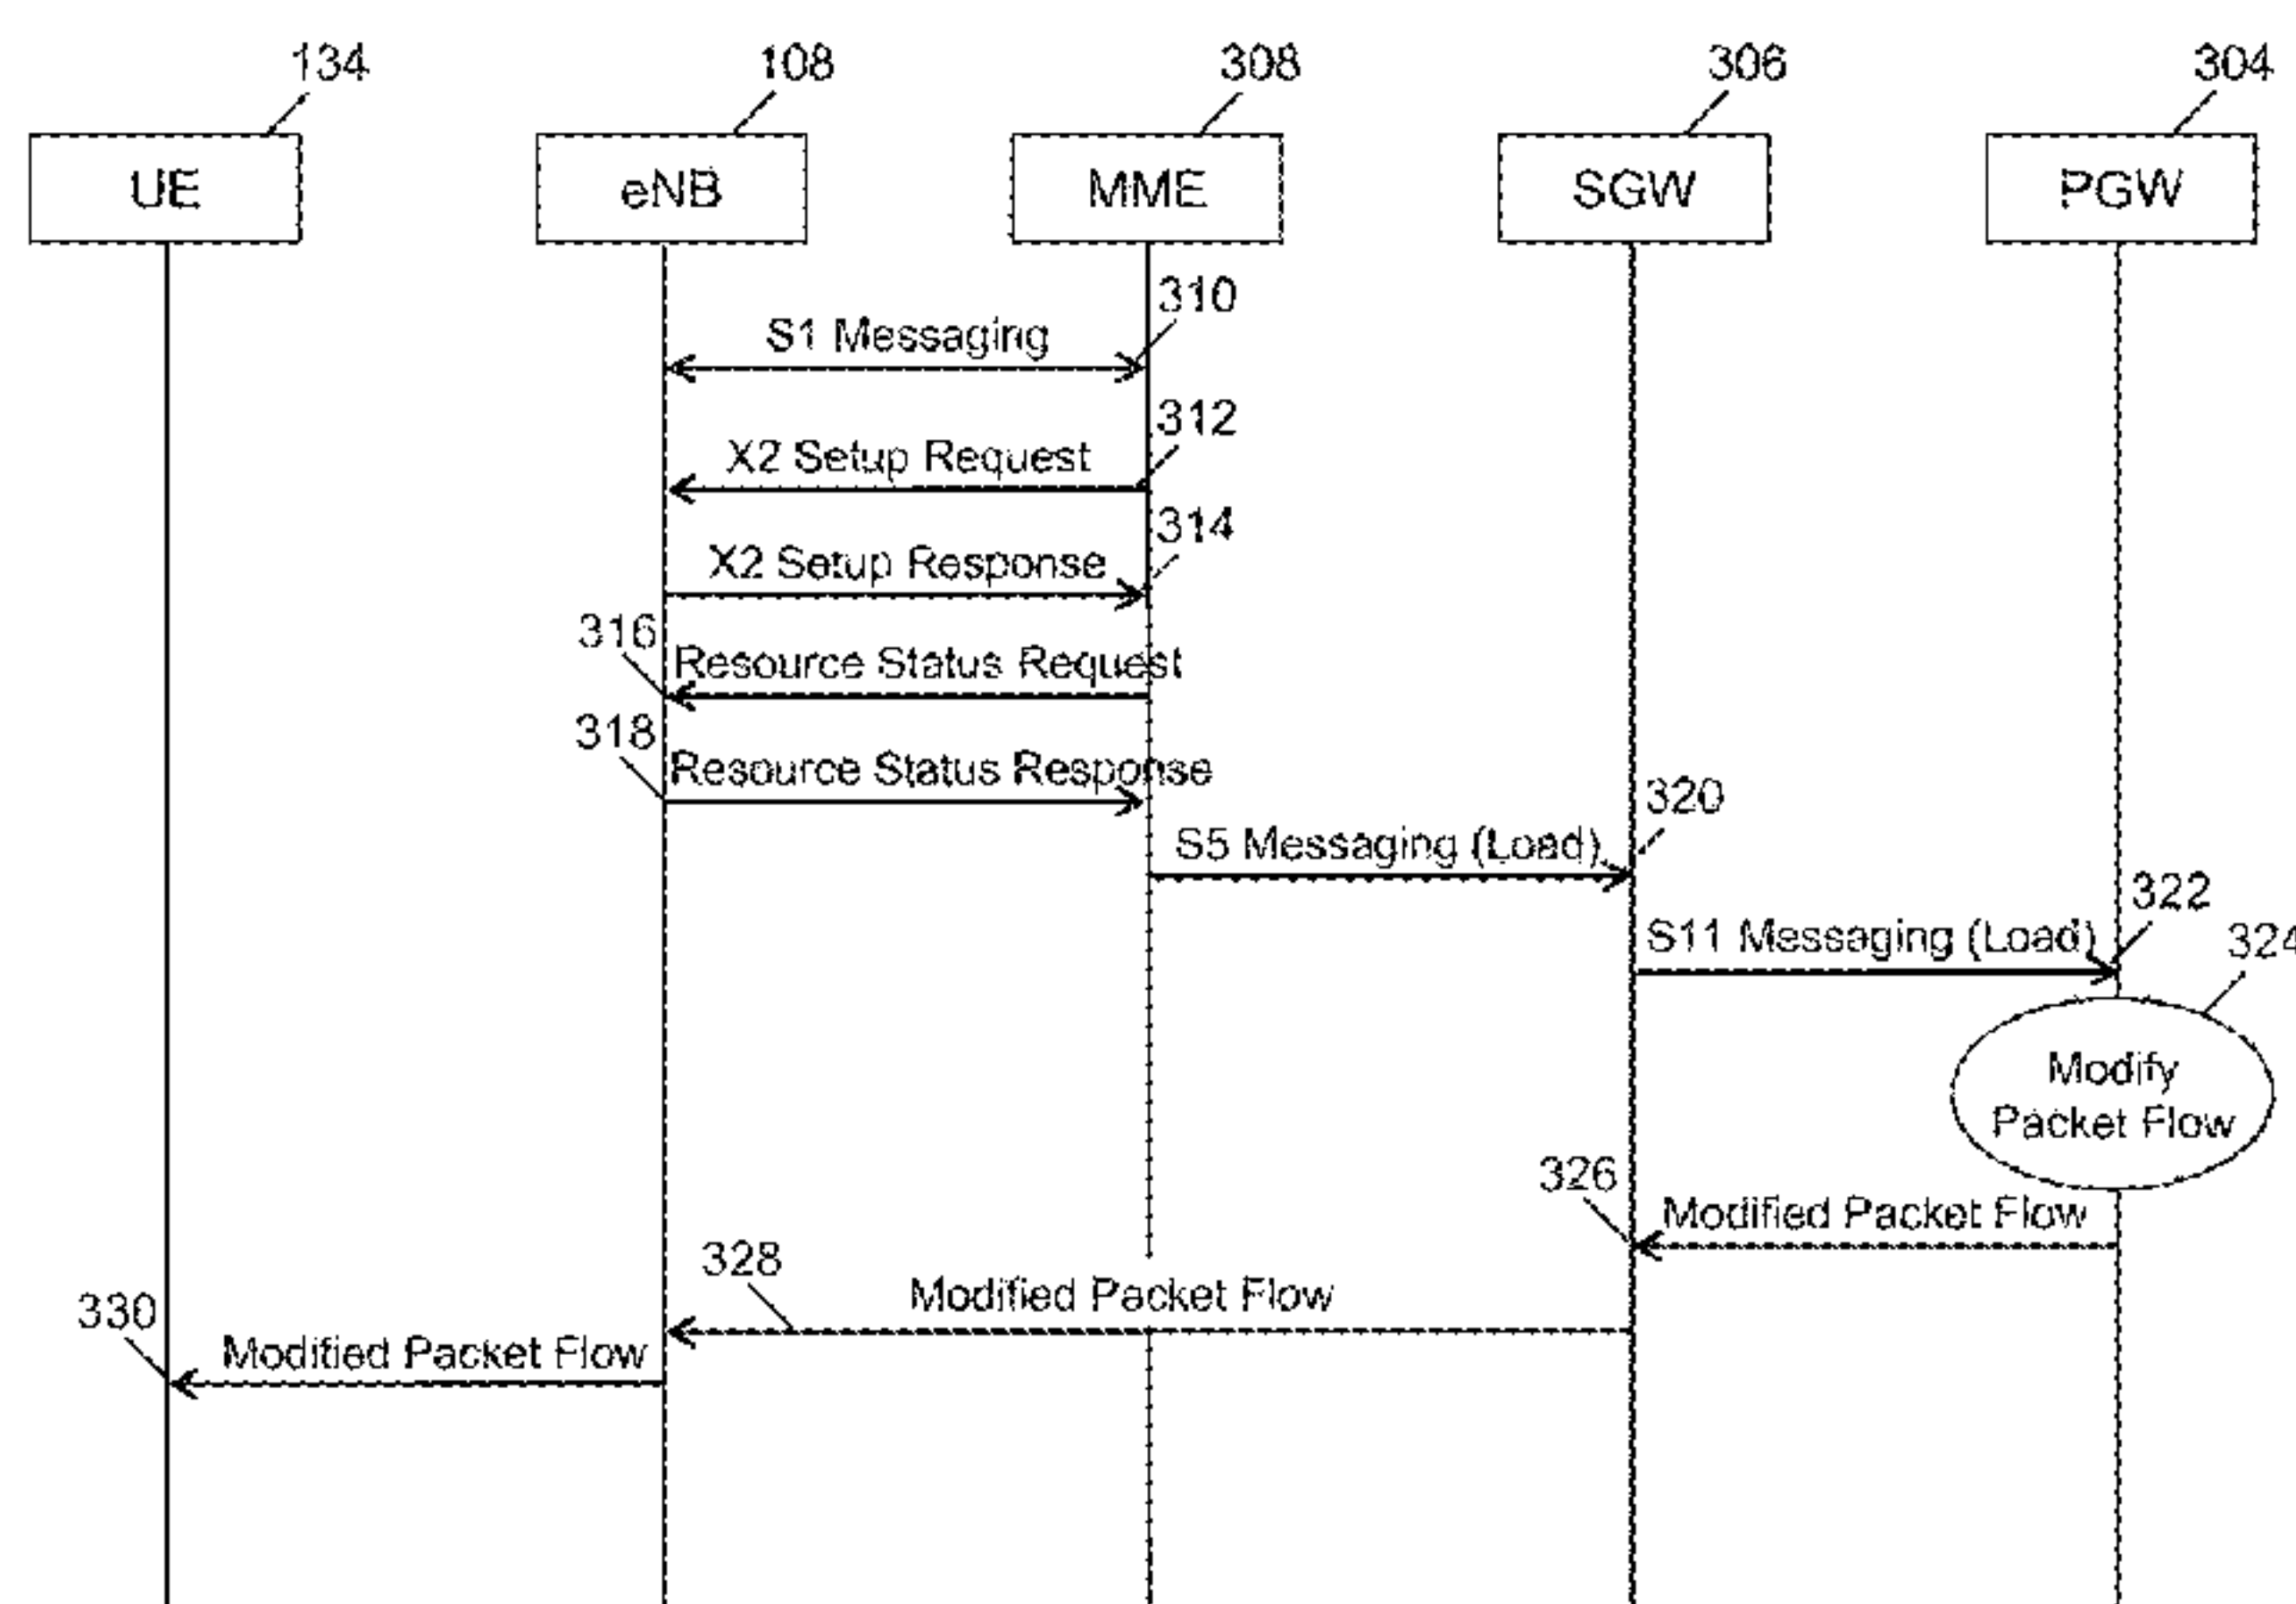 134
108
308
306
304
UE
eNB
MME
SGW
PGW
310
S1 Messaging
312
X2 Setup Request
314
X2 Setup Response
316
Resource Status Request
318
Resource Status Response
320
S5 Messaging (Load)
322
S11 Messaging (Load)
324
Modify
Packet Flow
326
Modified Packet Flow
328
Modified Packet Flow
330
Modified Packet Flow